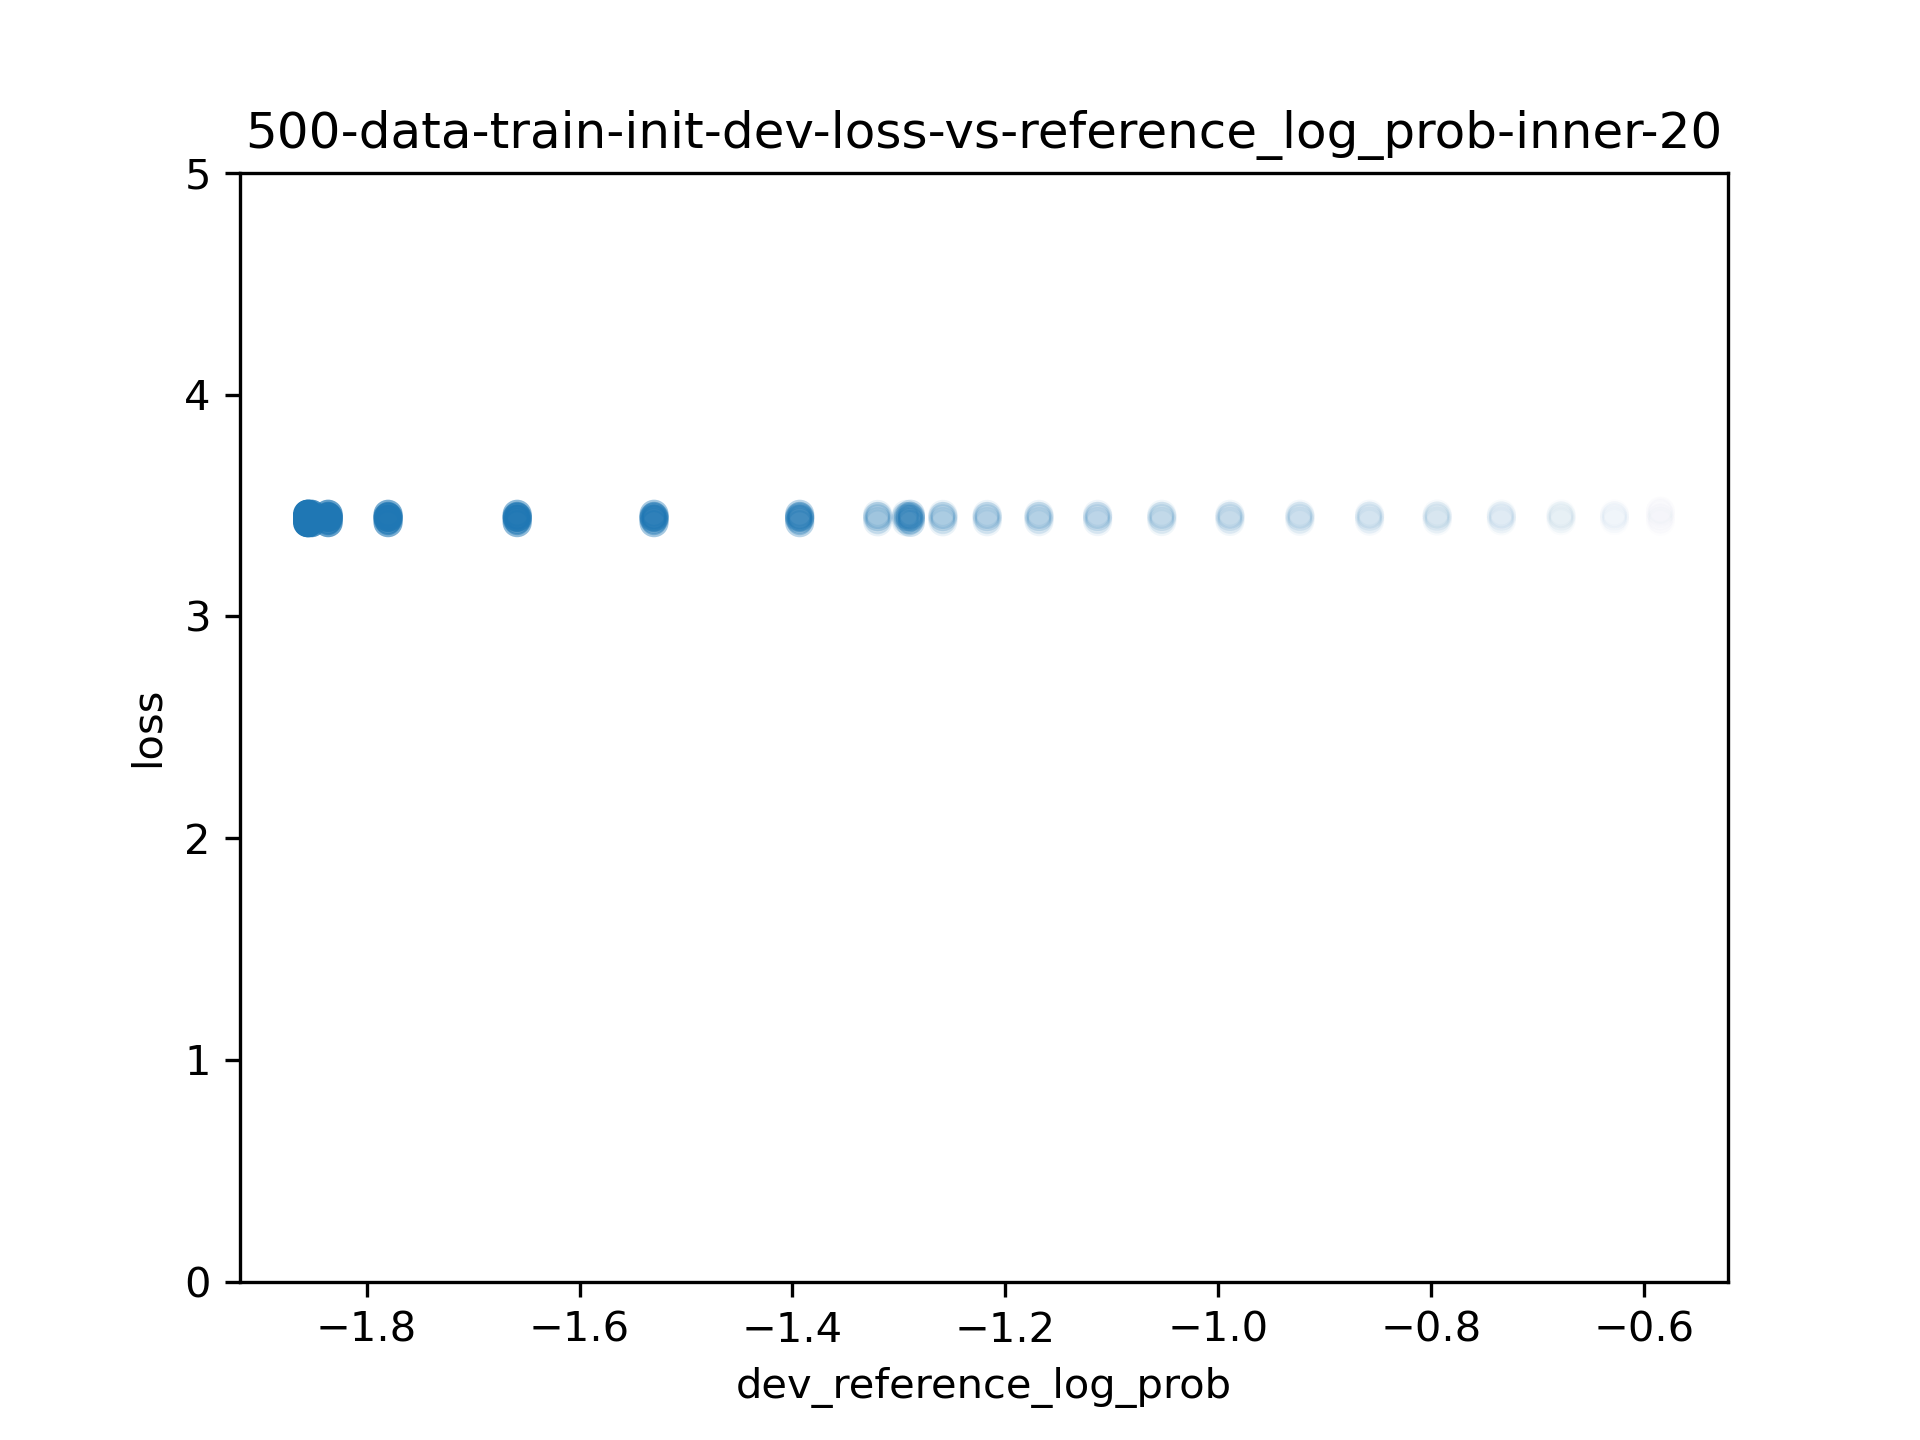 500-data-train-init-dev-loss-vs-reference_log_prob-inner-20
5
4
3
2
1
0
loss
−1.8 −1.6 −1.4 −1.2 −1.0 −0.8 −0.6
dev_reference_log_prob